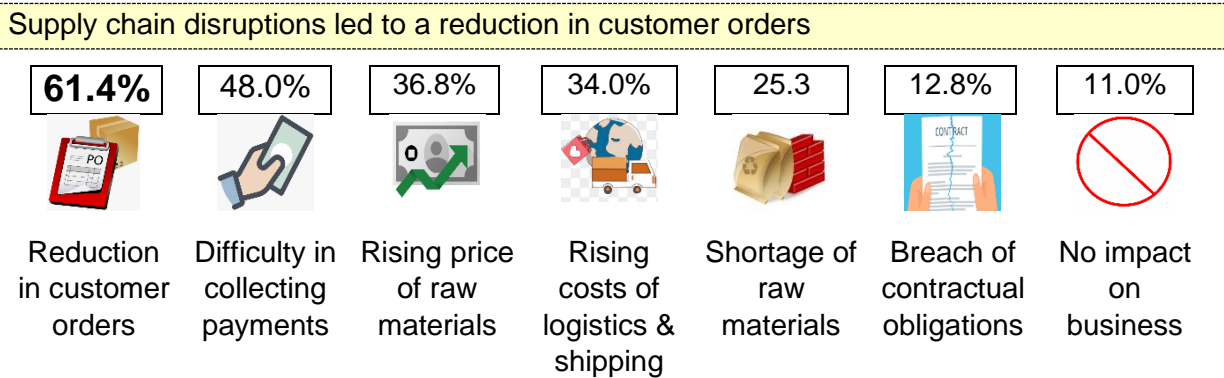 Supply chain disruptions led to a reduction in customer orders
61.4%
48.0%
36.8%
34.0%
25.3
12.8%
11.0%
PO
CONTRACT
Reduction
in customer
orders
Difficulty in
collecting
payments
Rising price
of raw
materials
Rising
costs of
logistics &
shipping
Shortage of
raw
materials
Breach of
contractual
obligations
No impact
on
business